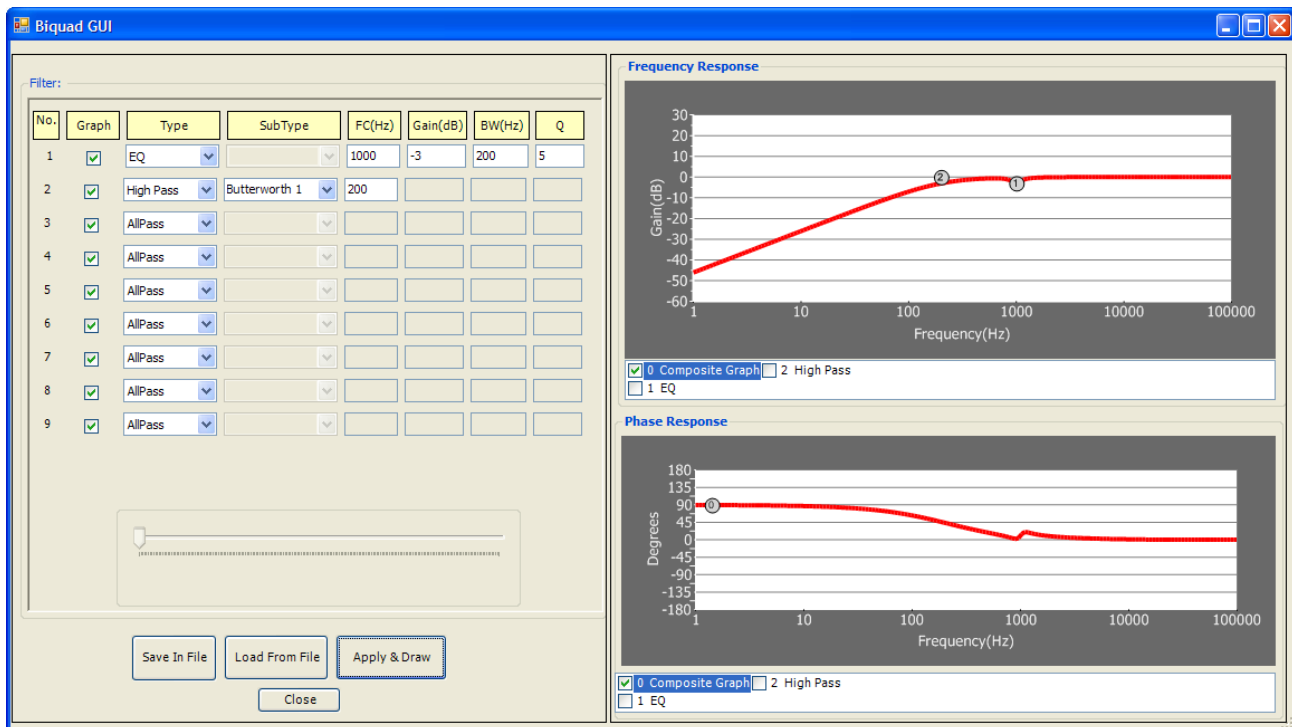 Biquad GUI
Filter:
No. Graph Type SubType FC(Hz) Gain(dB) BW(Hz) Q
1 EQ 1000 -3 200 5
2 High Pass Butterworth 1 200
3 AllPass
4 AllPass
5 AllPass
6 AllPass
7 AllPass
8 AllPass
9 AllPass
Save In File Load From File Apply & Draw
Close
Frequency Response
Gain(dB)
30
20
10
0
-10
-20
-30
-40
-50
-60
2
1
1 10 100 1000 10000 100000
Frequency(Hz)
0 Composite Graph 2 High Pass
1 EQ
Phase Response
Degrees
180
135
90
45
0
-45
-90
-135
-180
0
1 10 100 1000 10000 100000
Frequency(Hz)
0 Composite Graph 2 High Pass
1 EQ